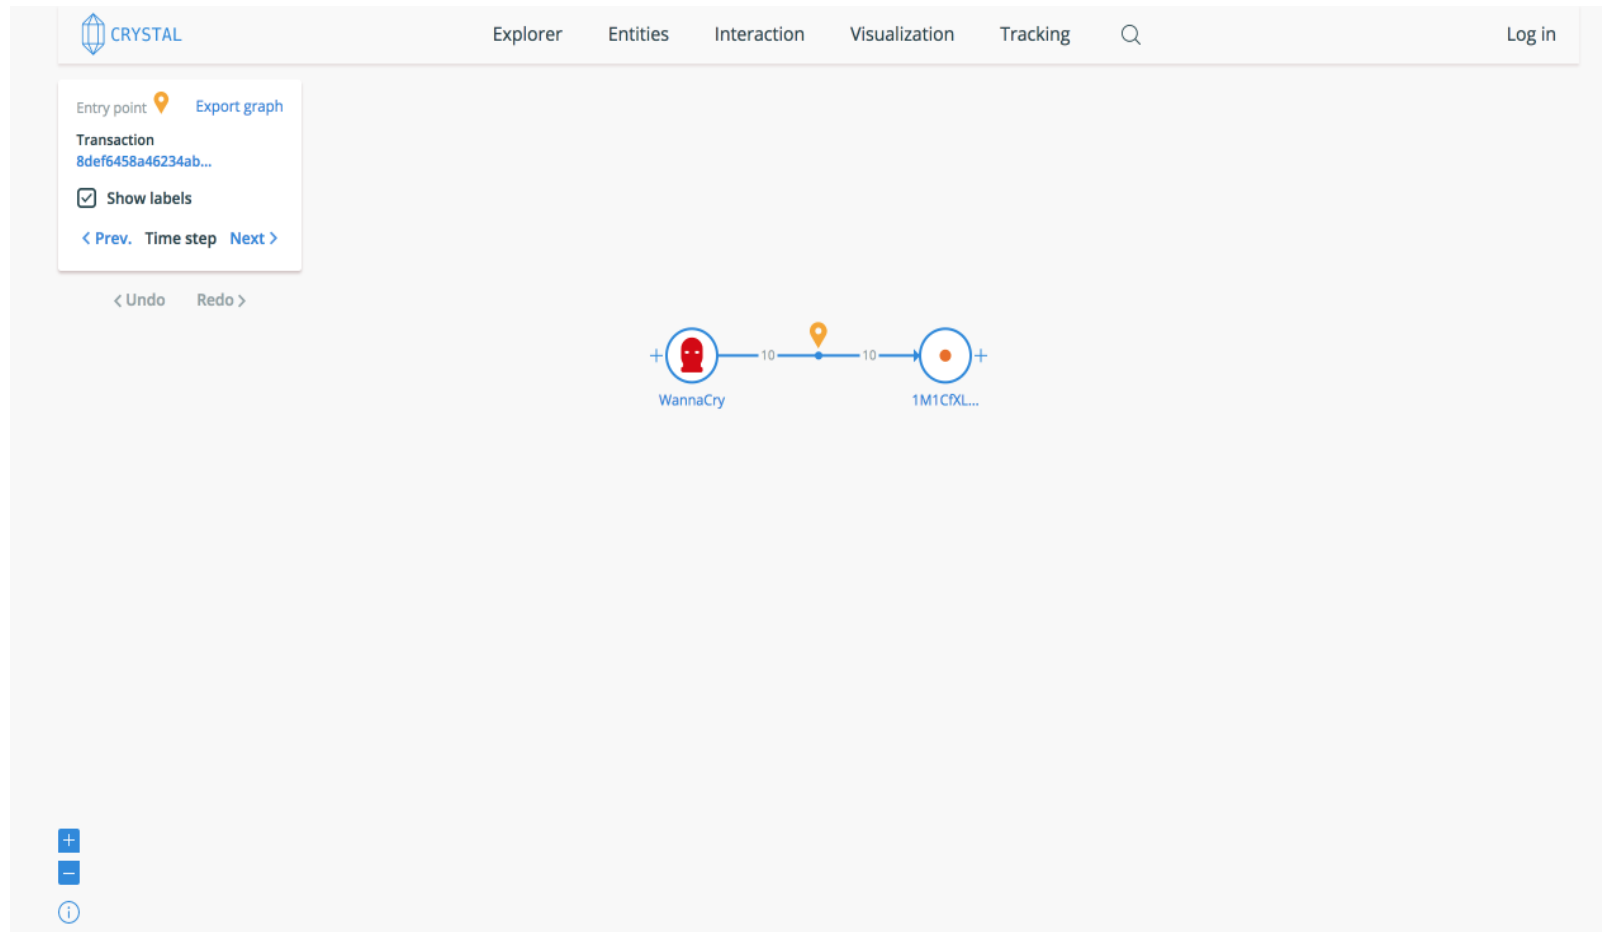 CRYSTAL Explorer Entities Interaction Visualization Tracking Log in
Entry point Export graph
Transaction
8def6458a46234ab...
Show labels
< Prev. Time step Next >
< Undo Redo >
10 10
WannaCry 1M1CfXL...